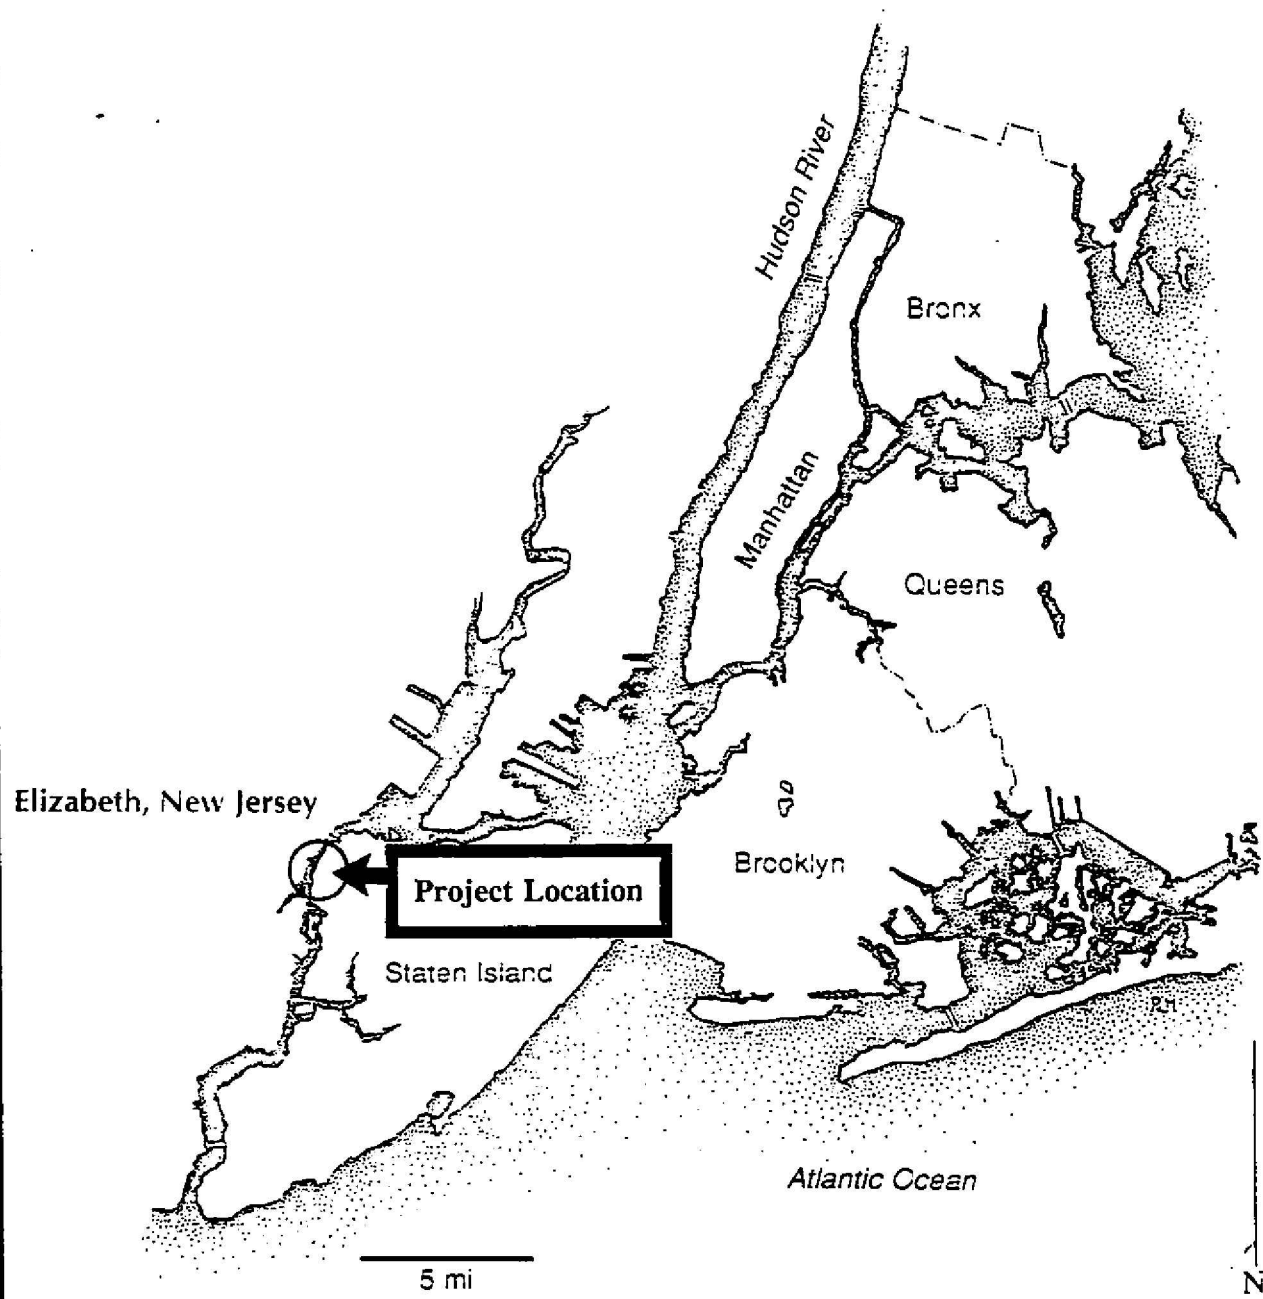 Hudson River
Bronx
Manhattan
Queens
Elizabeth, New Jersey
Brooklyn
Project Location
Staten Island
R.M
Atlantic Ocean
5 mi
N